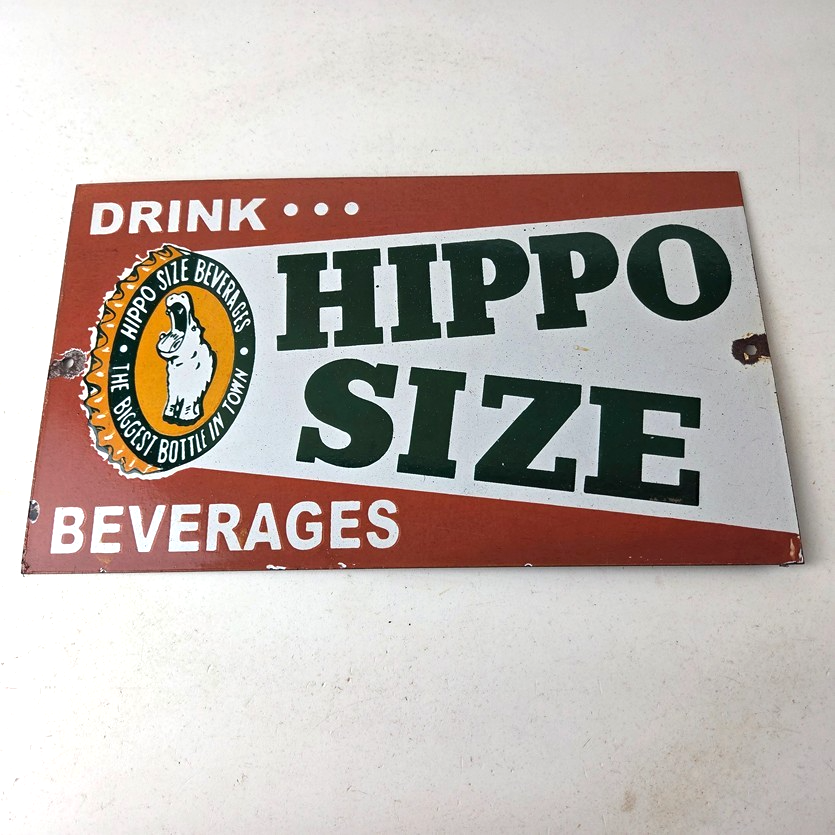 DRINK • • •
HIPPO
SIZE
• HIPPO SIZE BEVERAGES •
THE BIGGEST BOTTLE IN TOWN
BEVERAGES